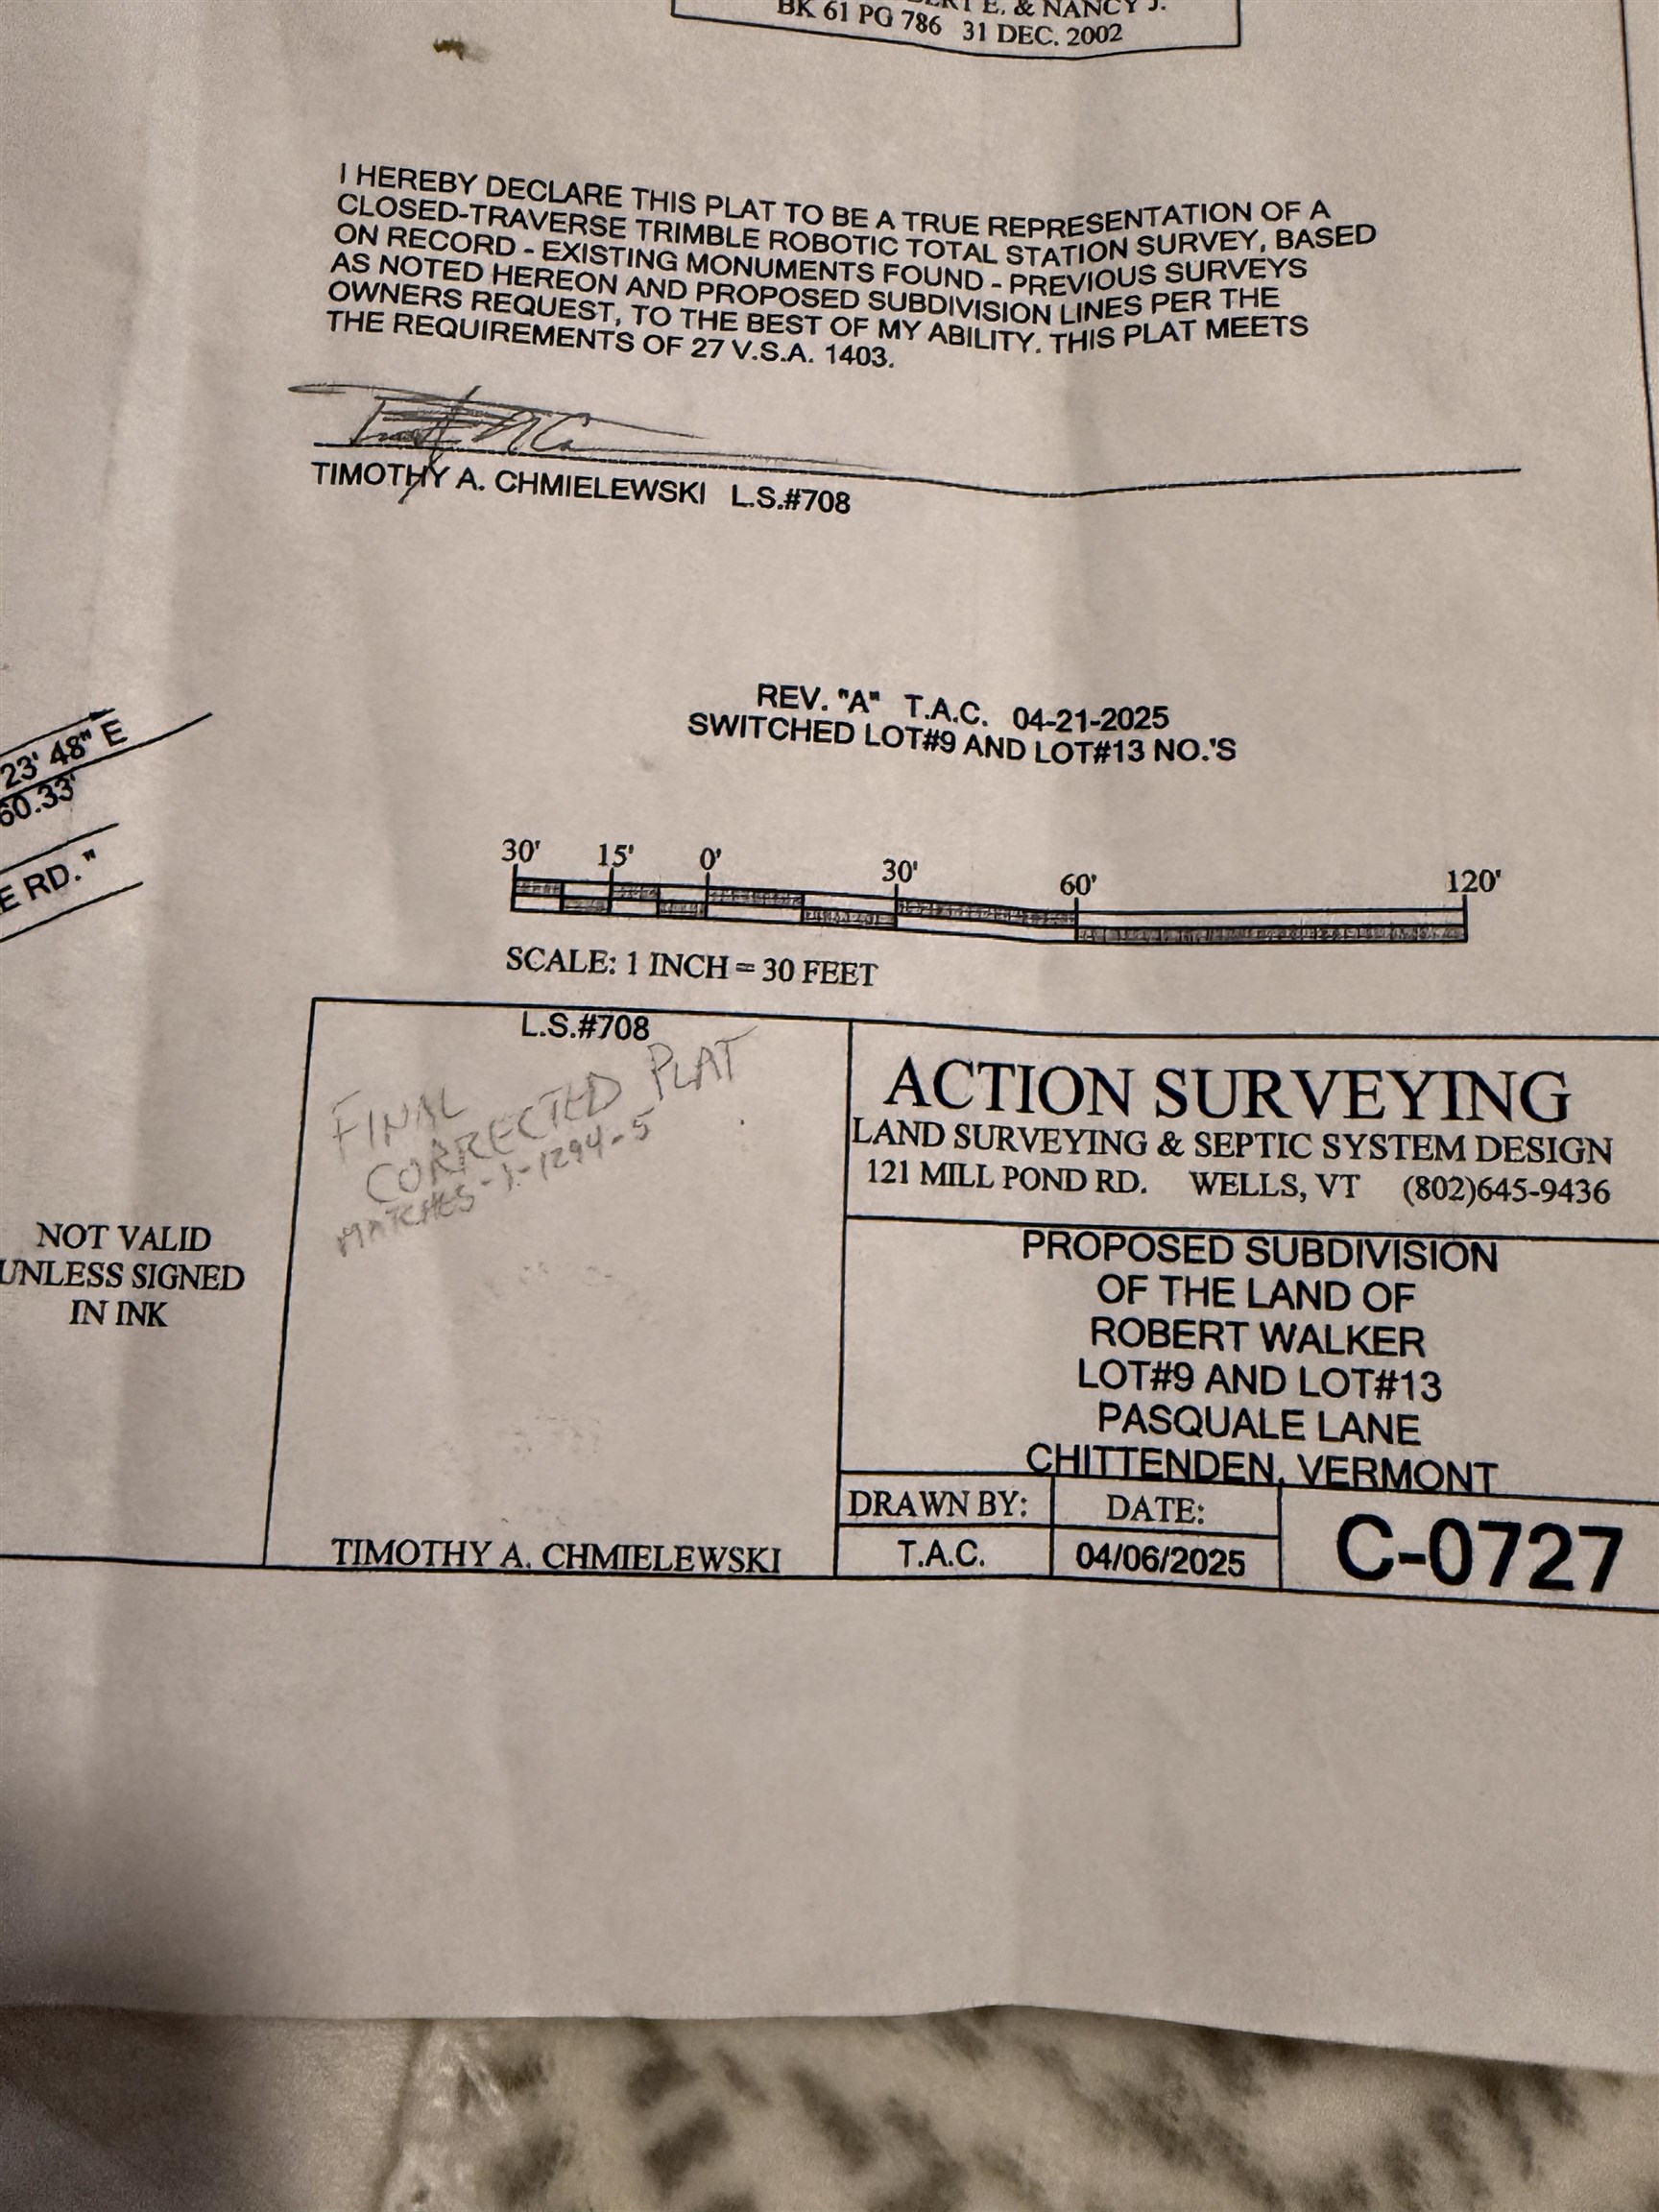 E. & NANCY J.
BK 61 PG 786 31 DEC. 2002
I HEREBY DECLARE THIS PLAT TO BE A TRUE REPRESENTATION OF A
CLOSED-TRAVERSE TRIMBLE ROBOTIC TOTAL STATION SURVEY, BASED
ON RECORD - EXISTING MONUMENTS FOUND - PREVIOUS SURVEYS
AS NOTED HEREON AND PROPOSED SUBDIVISION LINES PER THE
OWNERS REQUEST, TO THE BEST OF MY ABILITY. THIS PLAT MEETS
THE REQUIREMENTS OF 27 V.S.A. 1403.
TIMOTHY A. CHMIELEWSKI L.S.#708
REV. "A" T.A.C. 04-21-2025
SWITCHED LOT#9 AND LOT#13 NO.'S
23' 48" E
60.33'
E RD. "
30' 15' 0' 30' 60' 120'
SCALE: 1 INCH = 30 FEET
L.S.#708
FINAL
CORRECTED PLAT
MATCHES -1-1294-5
NOT VALID
UNLESS SIGNED
IN INK
TIMOTHY A. CHMIELEWSKI
ACTION SURVEYING
LAND SURVEYING & SEPTIC SYSTEM DESIGN
121 MILL POND RD. WELLS, VT (802)645-9436
PROPOSED SUBDIVISION
OF THE LAND OF
ROBERT WALKER
LOT#9 AND LOT#13
PASQUALE LANE
CHITTENDEN, VERMONT
DRAWN BY: DATE:
T.A.C. 04/06/2025
C-0727